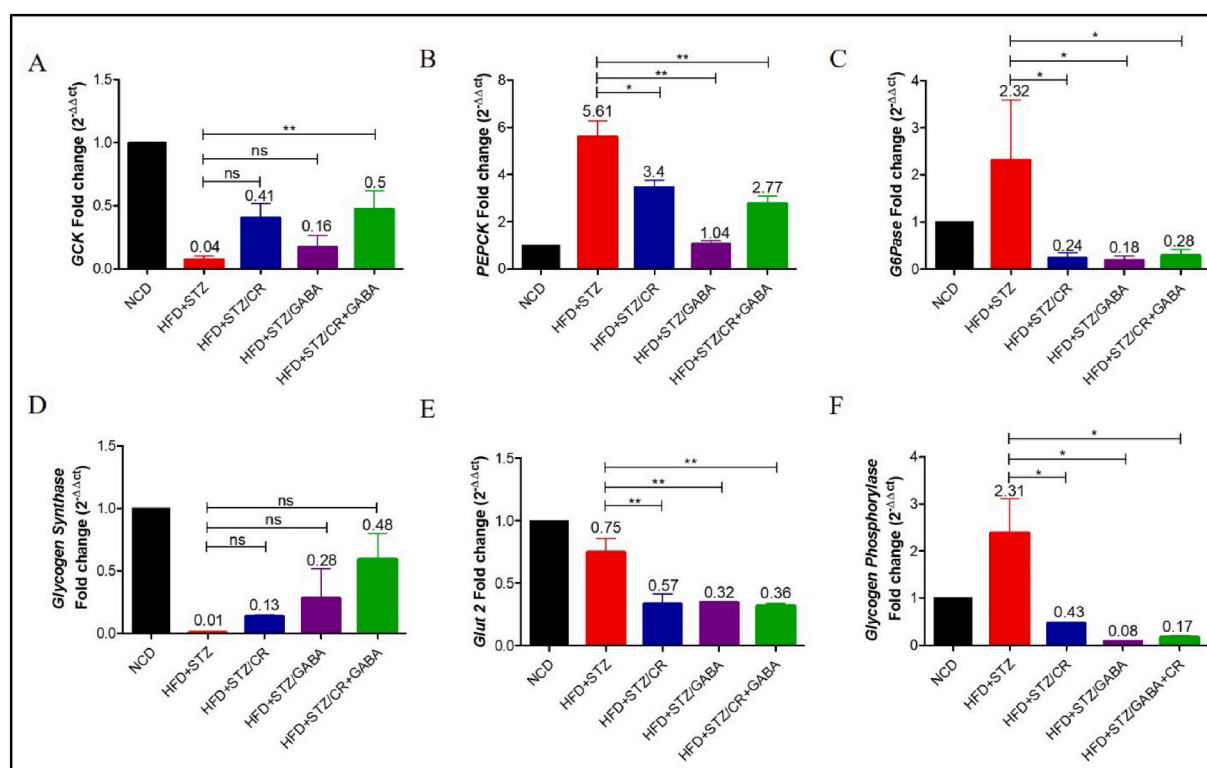 A
GCK Fold change (2-ΔΔct)
1.5
1.0
0.5
0.0
**
ns
ns
0.04
0.41
0.16
0.5
NCD
HFD+STZ
HFD+STZ/CR
HFD+STZ/GABA
HFD+STZ/CR+GABA
B
PEPCK Fold change (2-ΔΔct)
8
6
4
2
0
**
**
*
5.61
3.4
1.04
2.77
NCD
HFD+STZ
HFD+STZ/CR
HFD+STZ/GABA
HFD+STZ/CR+GABA
C
G6Pase Fold change (2-ΔΔct)
4
3
2
1
0
*
*
*
2.32
0.24
0.18
0.28
NCD
HFD+STZ
HFD+STZ/CR
HFD+STZ/GABA
HFD+STZ/CR+GABA
D
Glycogen Synthase
Fold change (2-ΔΔct)
1.5
1.0
0.5
0.0
ns
ns
ns
0.01
0.13
0.28
0.48
NCD
HFD+STZ
HFD+STZ/CR
HFD+STZ/GABA
HFD+STZ/CR+GABA
E
Glut 2 Fold change (2-ΔΔct)
1.5
1.0
0.5
0.0
**
**
**
0.75
0.57
0.32
0.36
NCD
HFD+STZ
HFD+STZ/CR
HFD+STZ/GABA
HFD+STZ/CR+GABA
F
Glycogen Phosphorylase
Fold change (2-ΔΔct)
4
3
2
1
0
*
*
*
2.31
0.43
0.08
0.17
NCD
HFD+STZ
HFD+STZ/CR
HFD+STZ/GABA
HFD+STZ/GABA+CR